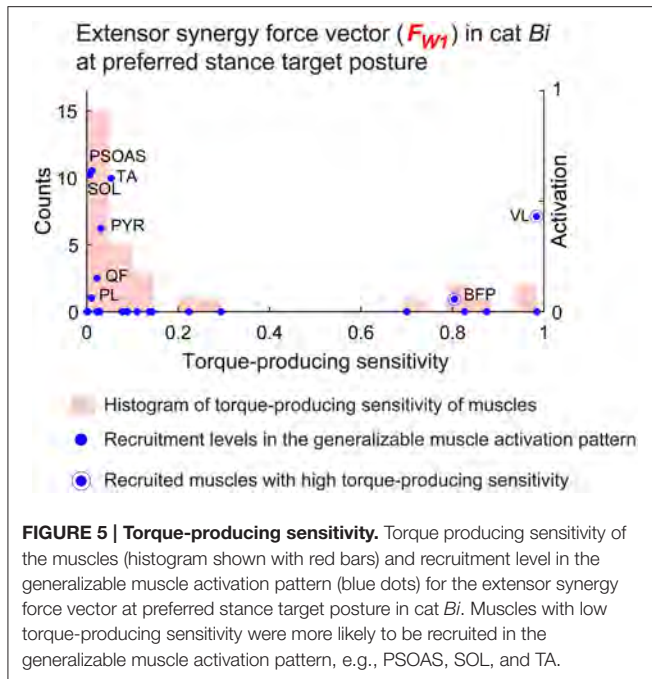 Extensor synergy force vector (F_W1) in cat Bi
at preferred stance target posture
15
1
PSOAS
TA
10
SOL
Counts
Activation
VL
PYR
5
QF
BFP
PL
0
0
0
0.2
0.4
0.6
0.8
1
Torque-producing sensitivity
Histogram of torque-producing sensitivity of muscles
Recruitment levels in the generalizable muscle activation pattern
Recruited muscles with high torque-producing sensitivity
FIGURE 5 | Torque-producing sensitivity. Torque producing sensitivity of
the muscles (histogram shown with red bars) and recruitment level in the
generalizable muscle activation pattern (blue dots) for the extensor synergy
force vector at preferred stance target posture in cat Bi. Muscles with low
torque-producing sensitivity were more likely to be recruited in the
generalizable muscle activation pattern, e.g., PSOAS, SOL, and TA.